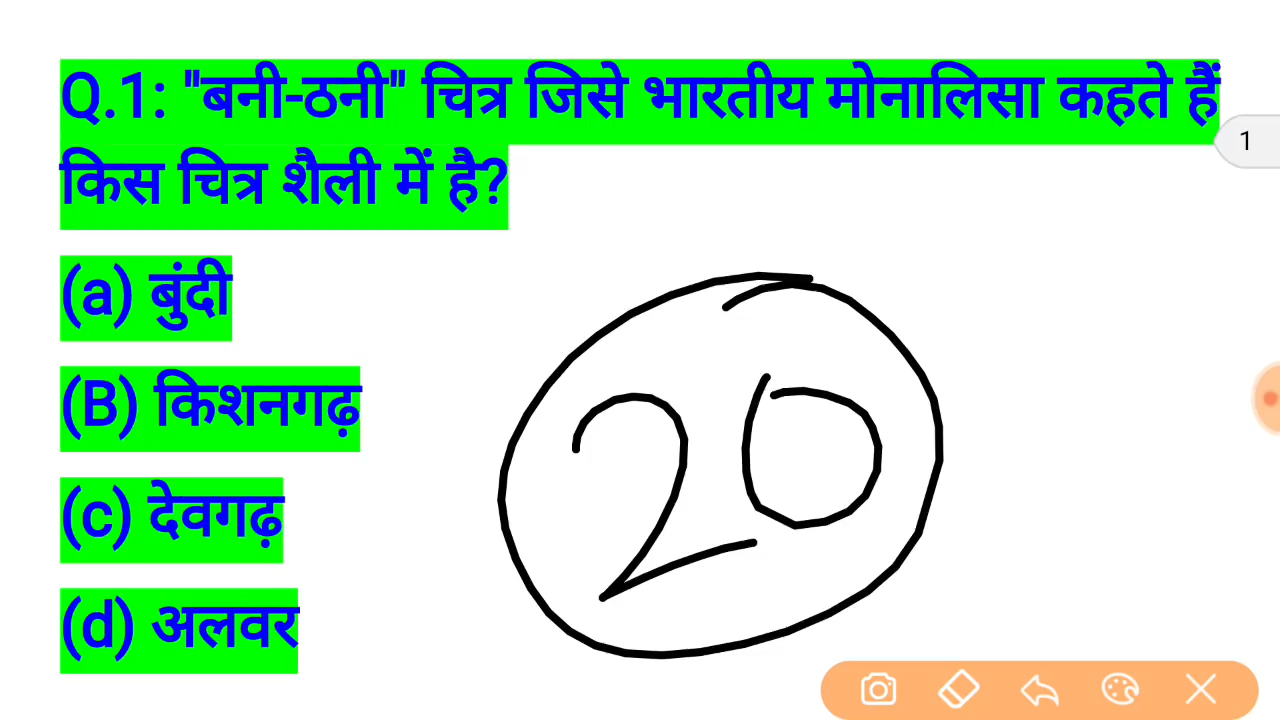 Q.1: "बनी-ठनी" चित्र जिसे भारतीय मोनालिसा कहते हैं
किस चित्र शैली में है?
1
(a) बुंदी
(B) किशनगढ़
(c) देवगढ़
(d) अलवर
20